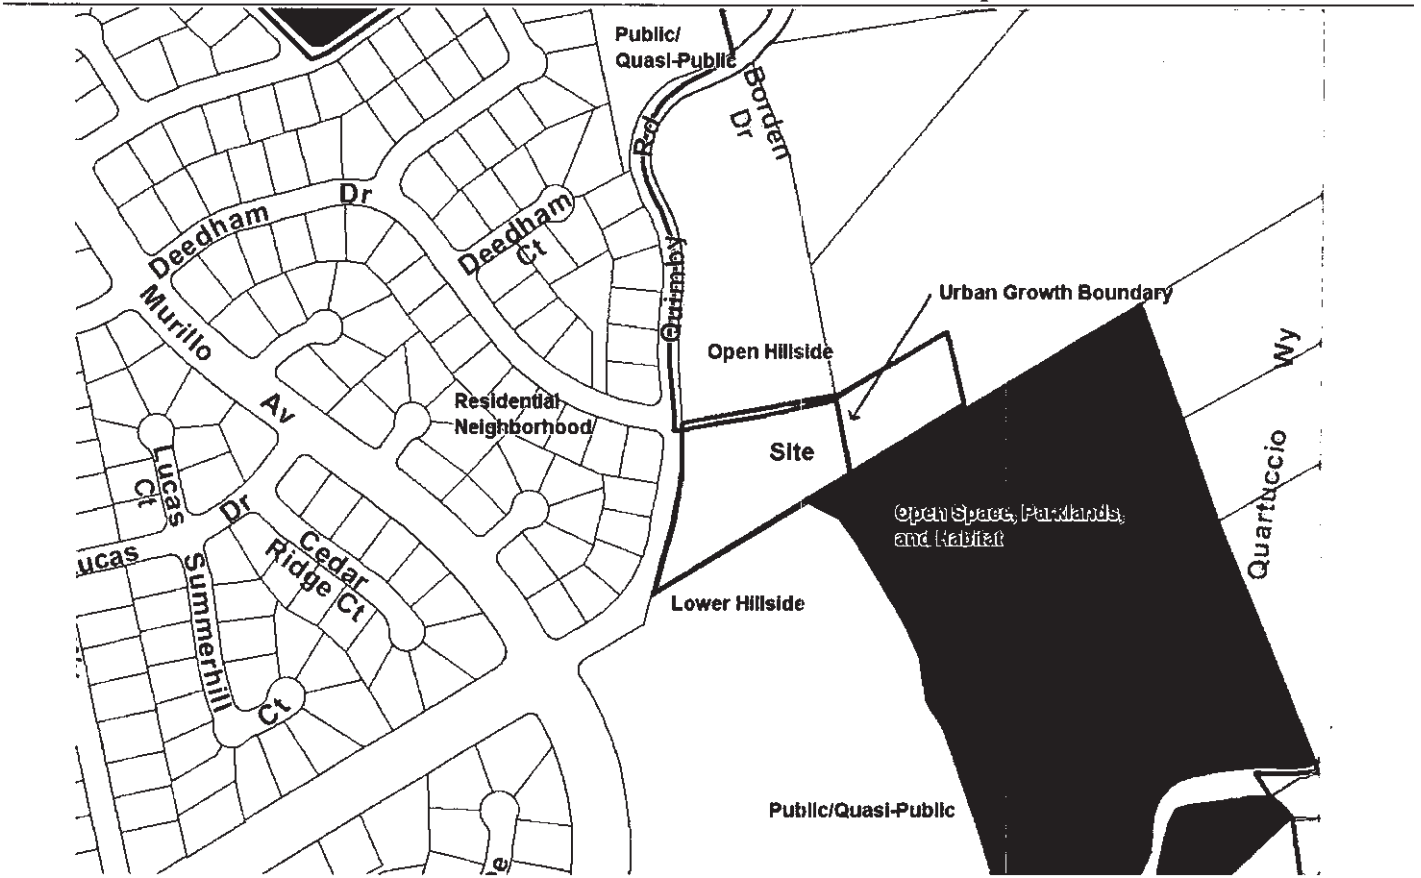 Public/
Quasi-Public
Borden
Dr
Rd
Dr
Deedham
Deedham
Ct
Quimby
Murillo
Urban Growth Boundary
Open Hillside
Wy
Av
Residential
Neighborhood
Site
Lucas
Ct
Dr
Quartuccio
Open Space, Parklands,
and Habitat
Cedar
Ridge Ct
ucas
Summerhill
Lower Hillside
Ct
Public/Quasi-Public
e